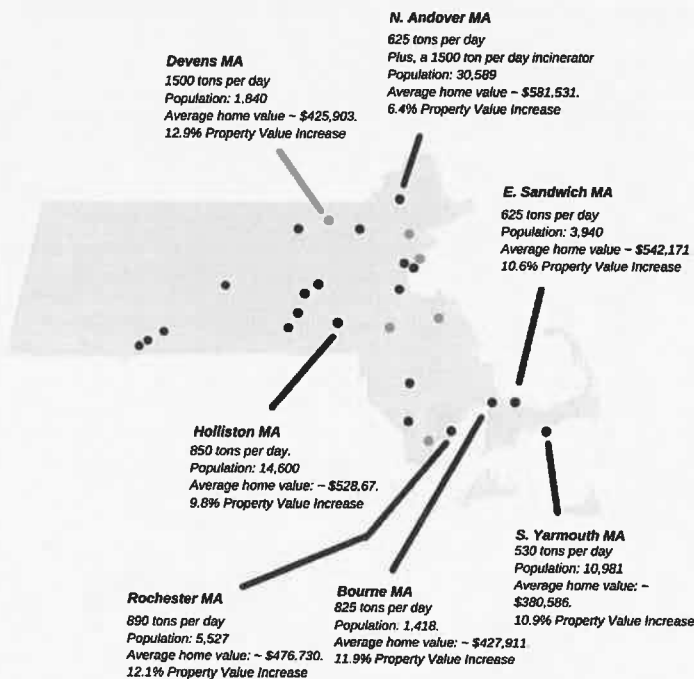 N. Andover MA
625 tons per day
Plus, a 1500 ton per day incinerator
Population: 30,589
Average home value ~ $581,531.
6.4% Property Value Increase
Devens MA
1500 tons per day
Population: 1,840
Average home value ~ $425,903.
12.9% Property Value Increase
E. Sandwich MA
625 tons per day
Population: 3,940
Average home value ~ $542,171
10.6% Property Value Increase
Holliston MA
850 tons per day.
Population: 14,600
Average home value: ~ $528.67.
9.8% Property Value Increase
S. Yarmouth MA
530 tons per day
Population: 10,981
Average home value: ~
$380,586.
10.9% Property Value Increase
Rochester MA
890 tons per day
Population: 5,527
Average home value: ~ $476.730.
12.1% Property Value Increase
Bourne MA
825 tons per day
Population. 1,418.
Average home value: ~ $427,911
11.9% Property Value Increase